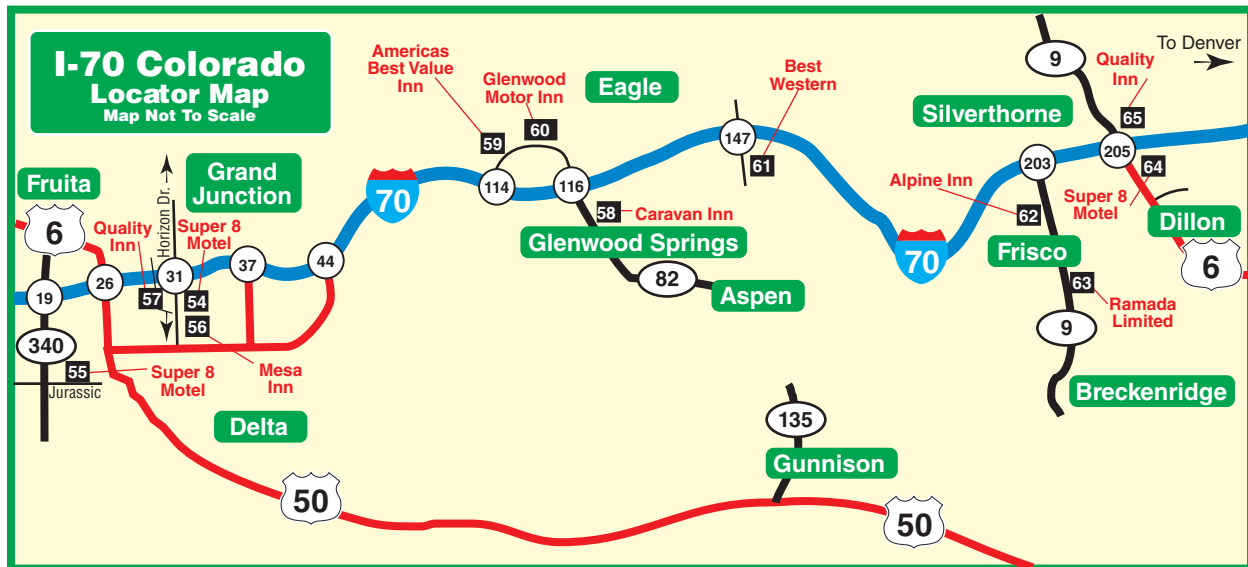 I-70 Colorado
Locator Map
Map Not To Scale
Americas
Best Value
Inn
Glenwood
Motor Inn
Eagle
Best
Western
9
Quality
Inn
To Denver
Silverthorne
59
60
65
147
61
203
205
64
Fruita
Horizon Dr.
Grand
Junction
70
114
116
Alpine Inn
62
Super 8
Motel
Dillon
6
Quality
Inn
Super 8
Motel
58
Caravan Inn
Glenwood Springs
70
Frisco
6
19
26
57
31
54
37
44
82
Aspen
63
Ramada
Limited
340
56
9
55
Jurassic
Super 8
Motel
Mesa
Inn
Breckenridge
Delta
135
Gunnison
50
50